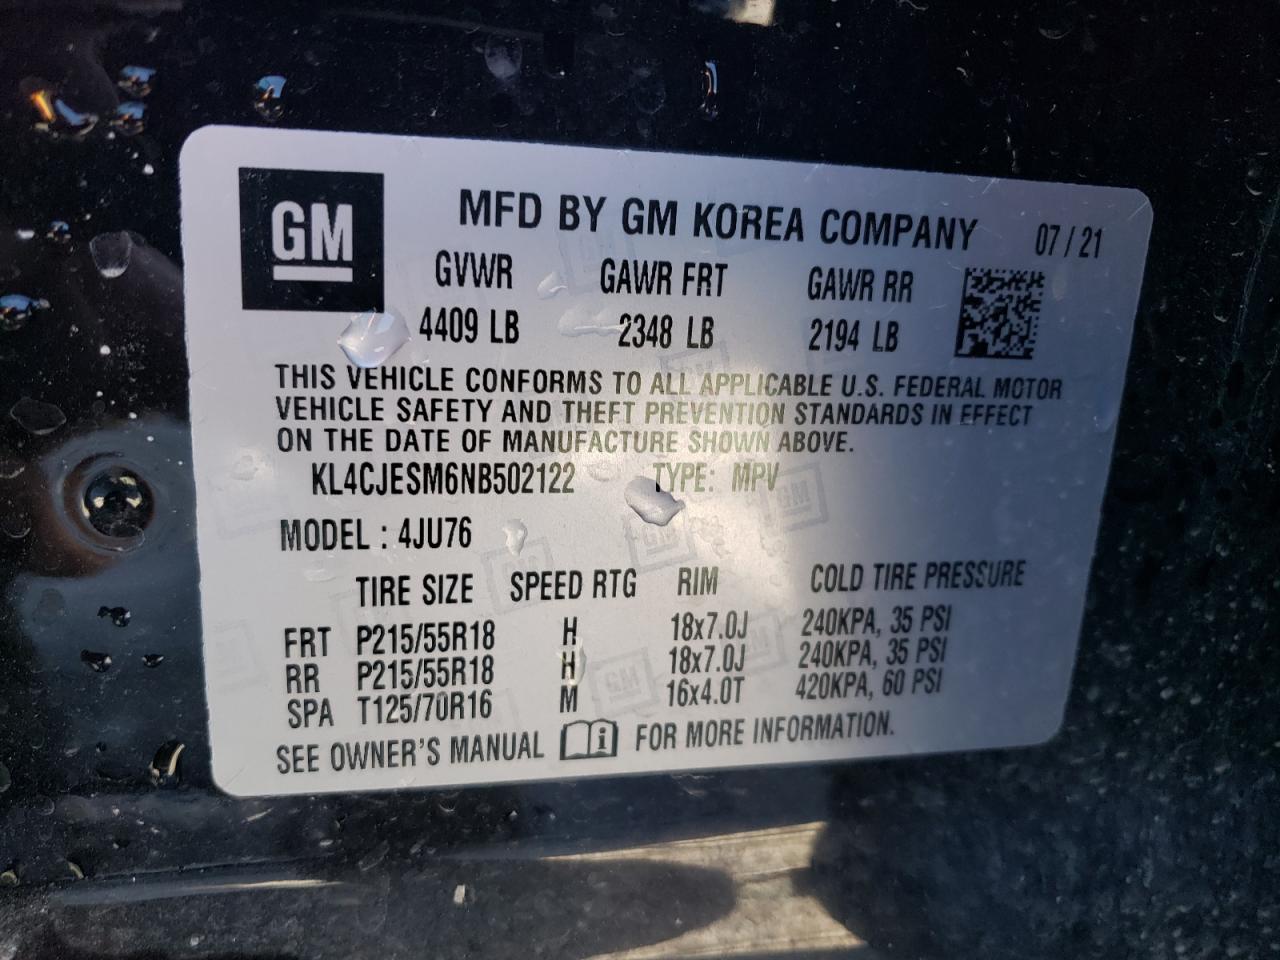 GM
MFD BY GM KOREA COMPANY 07 / 21
GVWR GAWR FRT GAWR RR
4409 LB 2348 LB 2194 LB
THIS VEHICLE CONFORMS TO ALL APPLICABLE U.S. FEDERAL MOTOR
VEHICLE SAFETY AND THEFT PREVENTION STANDARDS IN EFFECT
ON THE DATE OF MANUFACTURE SHOWN ABOVE.
KL4CJESM6NB502122 TYPE: MPV
MODEL : 4JU76
TIRE SIZE SPEED RTG RIM COLD TIRE PRESSURE
FRT P215/55R18 H 18x7.0J 240KPA, 35 PSI
RR P215/55R18 H 18x7.0J 240KPA, 35 PSI
SPA T125/70R16 M 16x4.0T 420KPA, 60 PSI
SEE OWNER'S MANUAL i FOR MORE INFORMATION.